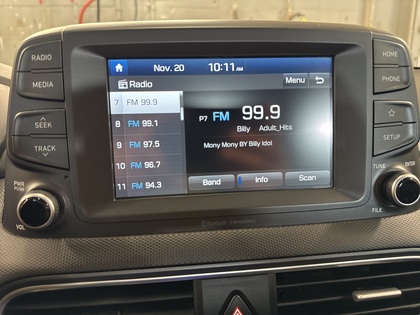 Nov. 20 10:11 AM
RADIO
MEDIA
SEEK
TRACK
PWR
PUSH
VOL
Radio Menu
7 FM 99.9
8 FM 99.1
9 FM 97.5
10 FM 96.7
11 FM 94.3
P7 FM 99.9
Billy Adult_Hits
Mony Mony BY Billy Idol
Band Info Scan
HOME
PHONE
SETUP
TUNE ENTER
FILE